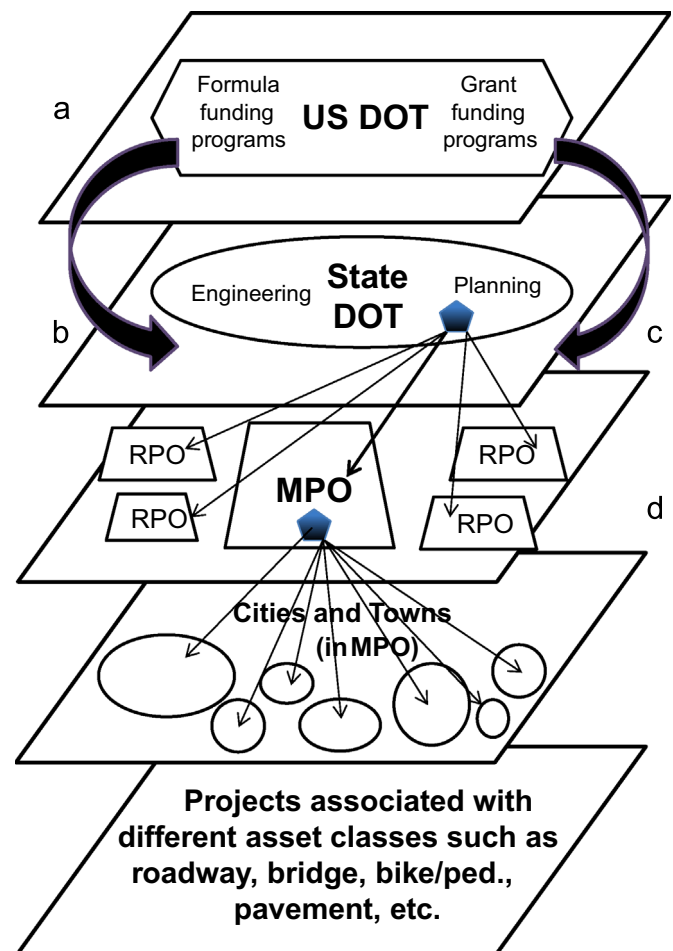 a
Formula
funding
programs
US DOT
Grant
funding
programs
b
Engineering
State
DOT
Planning
c
RPO
RPO
MPO
RPO
RPO
d
Cities and Towns
(in MPO)
Projects associated with
different asset classes such as
roadway, bridge, bike/ped.,
pavement, etc.